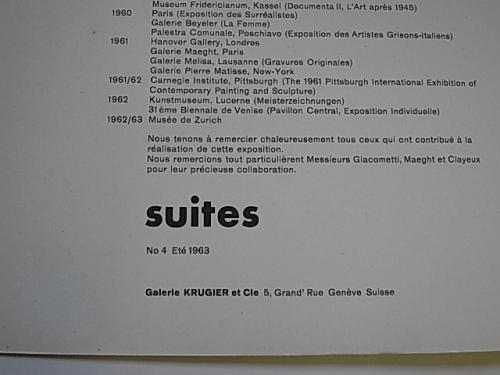 Museum Fridericianum, Kassel (Documenta II, L'Art après 1945)
1960 Paris (Exposition des Surréalistes)
Galerie Beyeler (La Femme)
Palestra Comunale, Poschiavo (Exposition des Artistes Grisons-Italiens)
1961 Hanover Gallery, Londres
Galerie Maeght, Paris
Galerie Melisa, Lausanne (Gravures Originales)
Galerie Pierre Matisse, New-York
1961/62 Carnegie Institute, Pittsburgh (The 1961 Pittsburgh International Exhibition of
Contemporary Painting and Sculpture)
1962 Kunstmuseum, Lucerne (Meisterzeichnungen)
31ème Biennale de Venise (Pavillon Central, Exposition Individuelle)
1962/63 Musée de Zurich
Nous tenons à remercier chaleureusement tous ceux qui ont contribué à la
réalisation de cette exposition.
Nous remercions tout particulièrent Messieurs Giacometti, Maeght et Clayeux
pour leur précieuse collaboration.
suites
No 4 Eté 1963
Galerie KRUGIER et Cie 5, Grand' Rue Genève Suisse